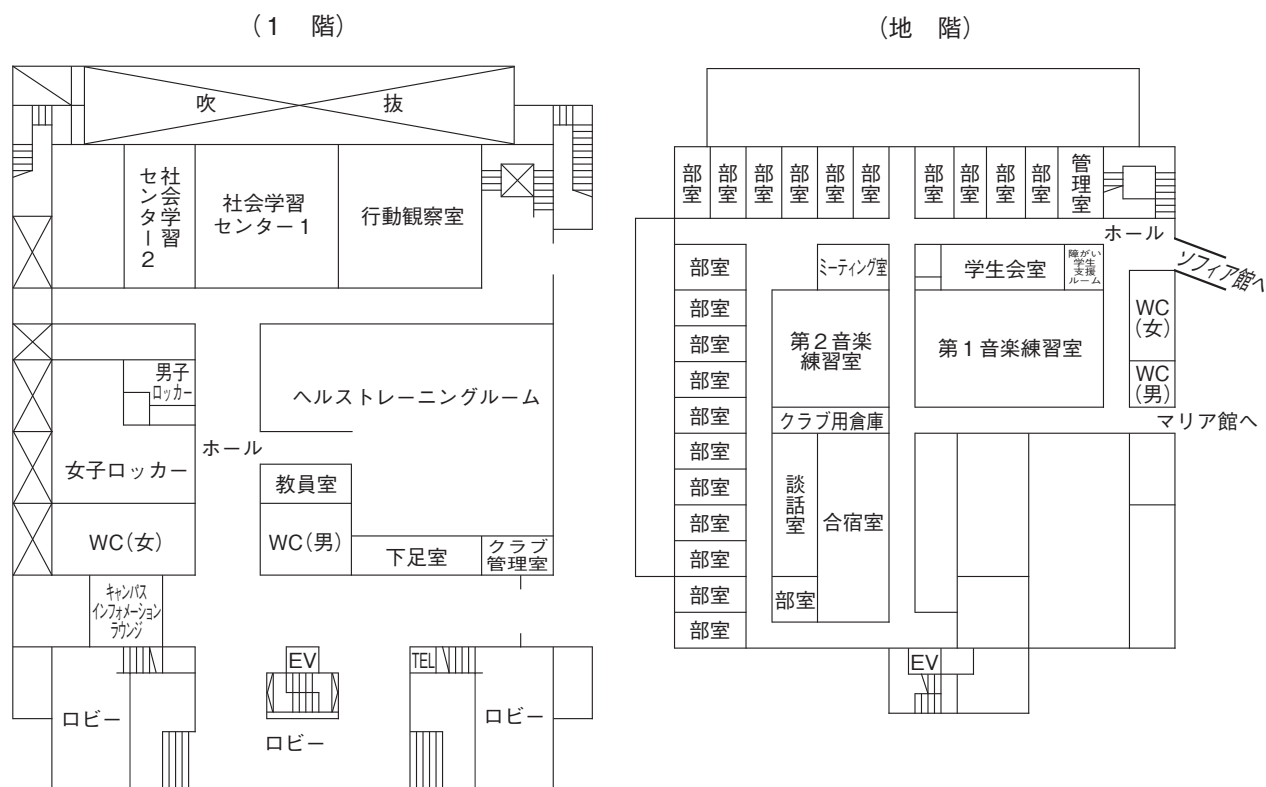 （1　階）
吹　抜
社会学習
センター2
社会学習
センター1
行動観察室
男子
ロッカー
ヘルストレーニングルーム
ホール
女子ロッカー
教員室
WC(女)
WC(男)
下足室
クラブ
管理室
キャンパス
インフォメーション
ラウンジ
EV
TEL
ロビー
ロビー
ロビー
（地　階）
部室
部室
部室
部室
部室
部室
部室
部室
部室
部室
管理室
ホール
ソフィア館へ
部室
ミーティング室
学生会室
障がい
学生
支援
ルーム
部室
部室
部室
部室
第2音楽
練習室
第1音楽練習室
WC
(女)
WC
(男)
クラブ用倉庫
マリア館へ
部室
部室
部室
部室
談話室
合宿室
部室
部室
部室
EV